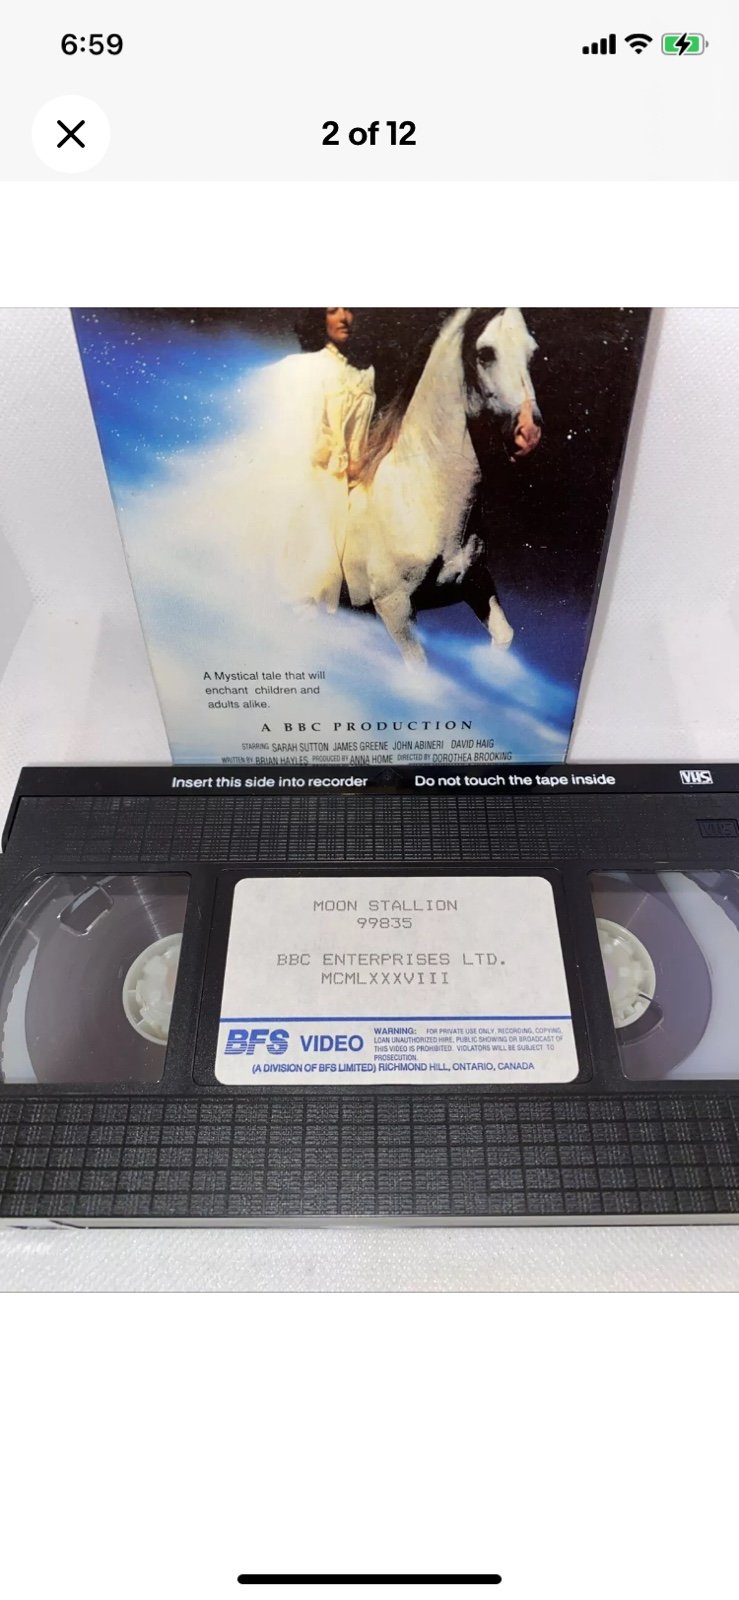 6:59
2 of 12
A Mystical tale that will
enchant children and
adults alike.
A BBC PRODUCTION
STARRING SARAH SUTTON JAMES GREENE JOHN ABINERI DAVID HAIG
WRITTEN BY BRIAN HAYLES PRODUCED BY ANNA HOME DIRECTED BY DOROTHEA BROOKING
Insert this side into recorder Do not touch the tape inside VHS
VHS
MOON STALLION
99835
BBC ENTERPRISES LTD.
MCMLXXXVIII
BFS VIDEO
WARNING: FOR PRIVATE USE ONLY, RECORDING, COPYING,
LOAN UNAUTHORIZED HIRE, PUBLIC SHOWING OR BROADCAST OF
THIS VIDEO IS PROHIBITED. VIOLATORS WILL BE SUBJECT TO
PROSECUTION.
(A DIVISION OF BFS LIMITED) RICHMOND HILL, ONTARIO, CANADA